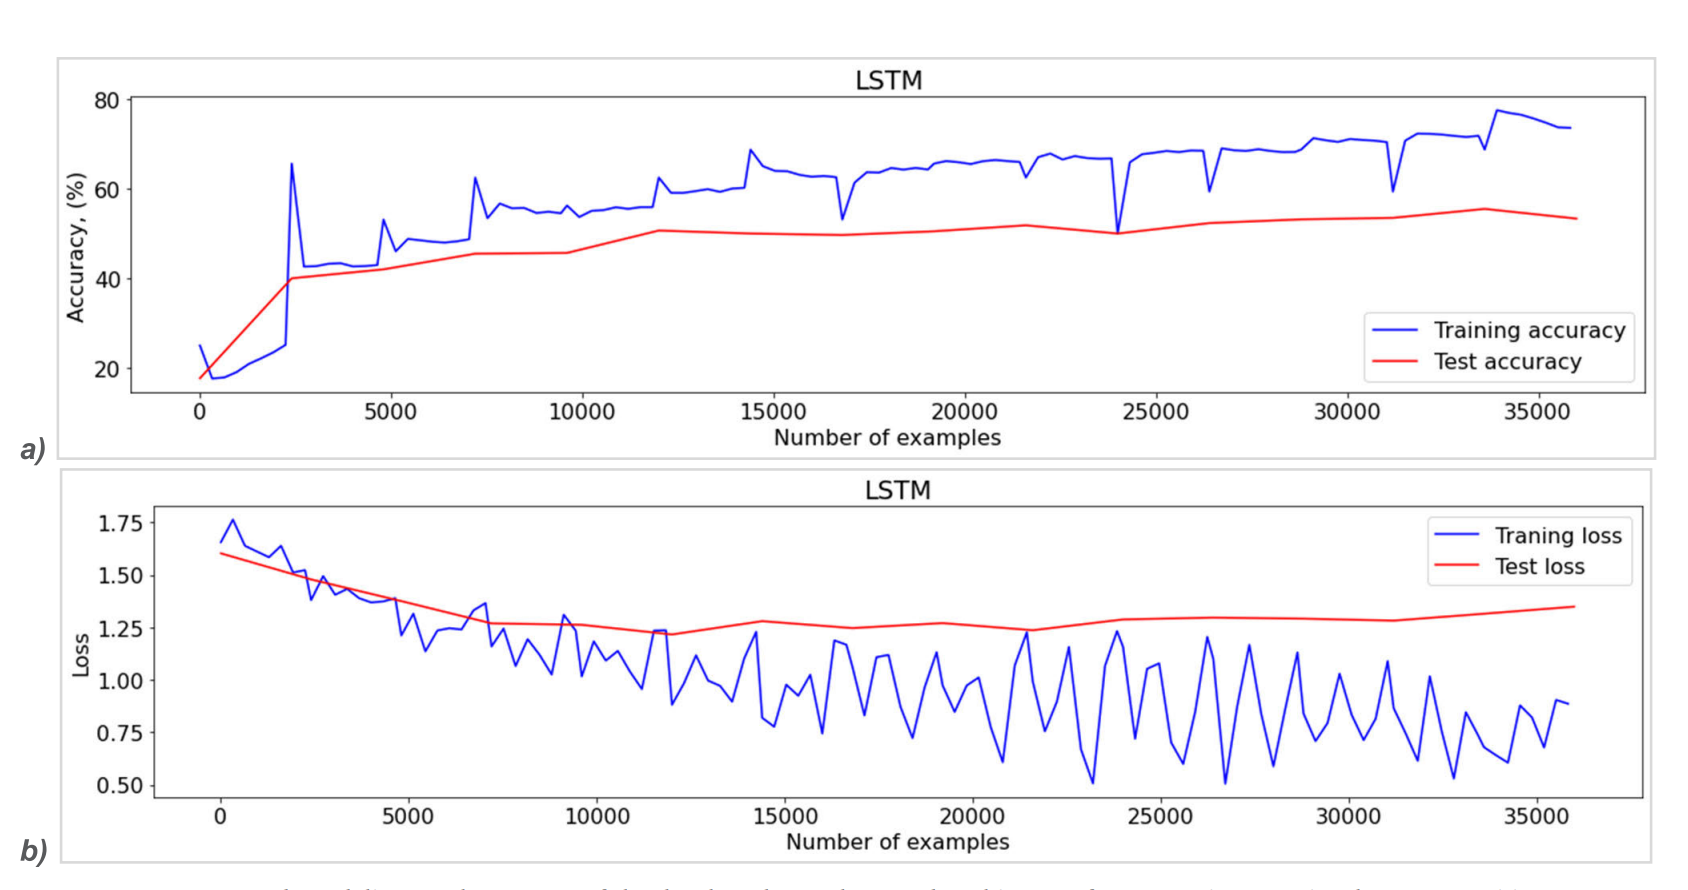 LSTM
80
60
40
20
Accuracy, (%)
Training accuracy
Test accuracy
0 5000 10000 15000 20000 25000 30000 35000
Number of examples
a)
LSTM
1.75
1.50
1.25
1.00
0.75
0.50
Loss
Traning loss
Test loss
0 5000 10000 15000 20000 25000 30000 35000
Number of examples
b)